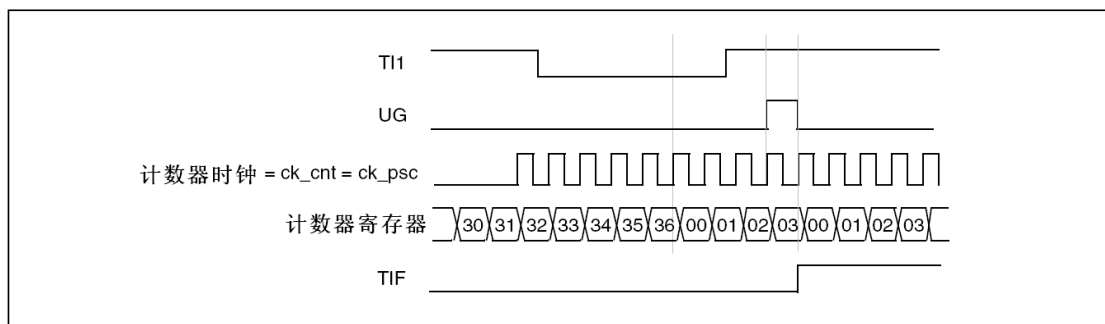 TI1
UG
计数器时钟 = ck_cnt = ck_psc
计数器寄存器 30 31 32 33 34 35 36 00 01 02 03 00 01 02 03
TIF